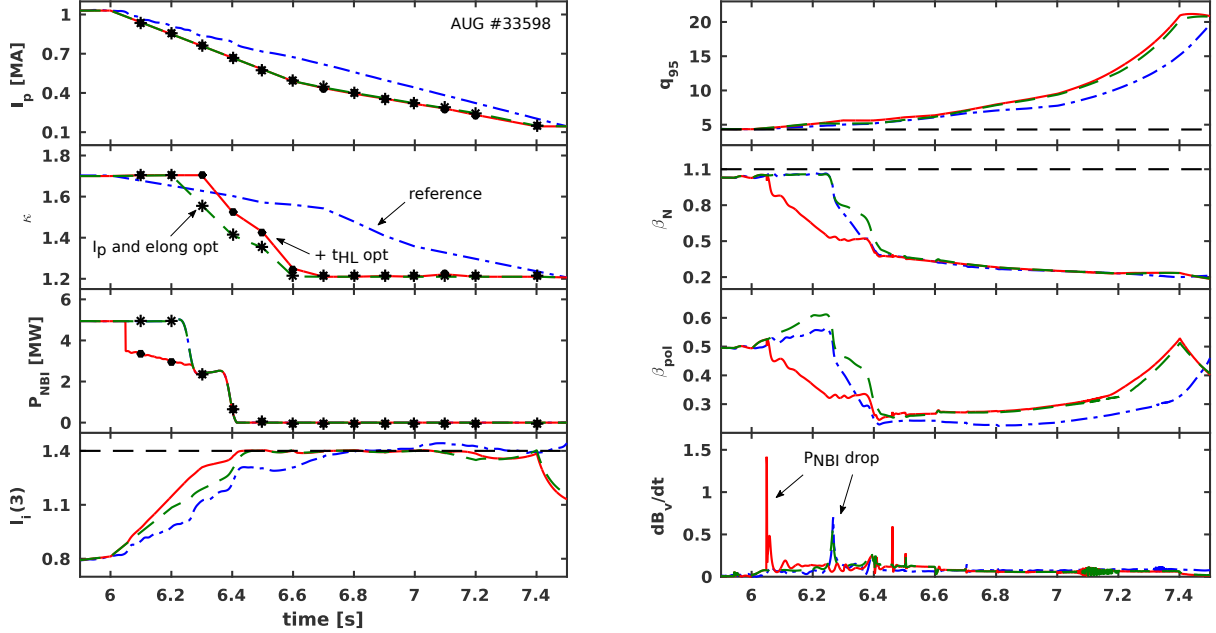 AUG #33598
I_p [MA]
1
0.7
0.4
0.1
κ
1.8
1.6
1.4
1.2
reference
I_p and elong opt
+ t_HL opt
P_NBI [MW]
6
4
2
0
l_i(3)
1.4
1.1
0.8
6 6.2 6.4 6.6 6.8 7 7.2 7.4
time [s]
q_95
20
15
10
5
β_N
1.1
0.8
0.5
0.2
β_pol
0.6
0.5
0.4
0.3
dB_v/dt
1.5
1
0.5
0
P_NBI drop
6 6.2 6.4 6.6 6.8 7 7.2 7.4